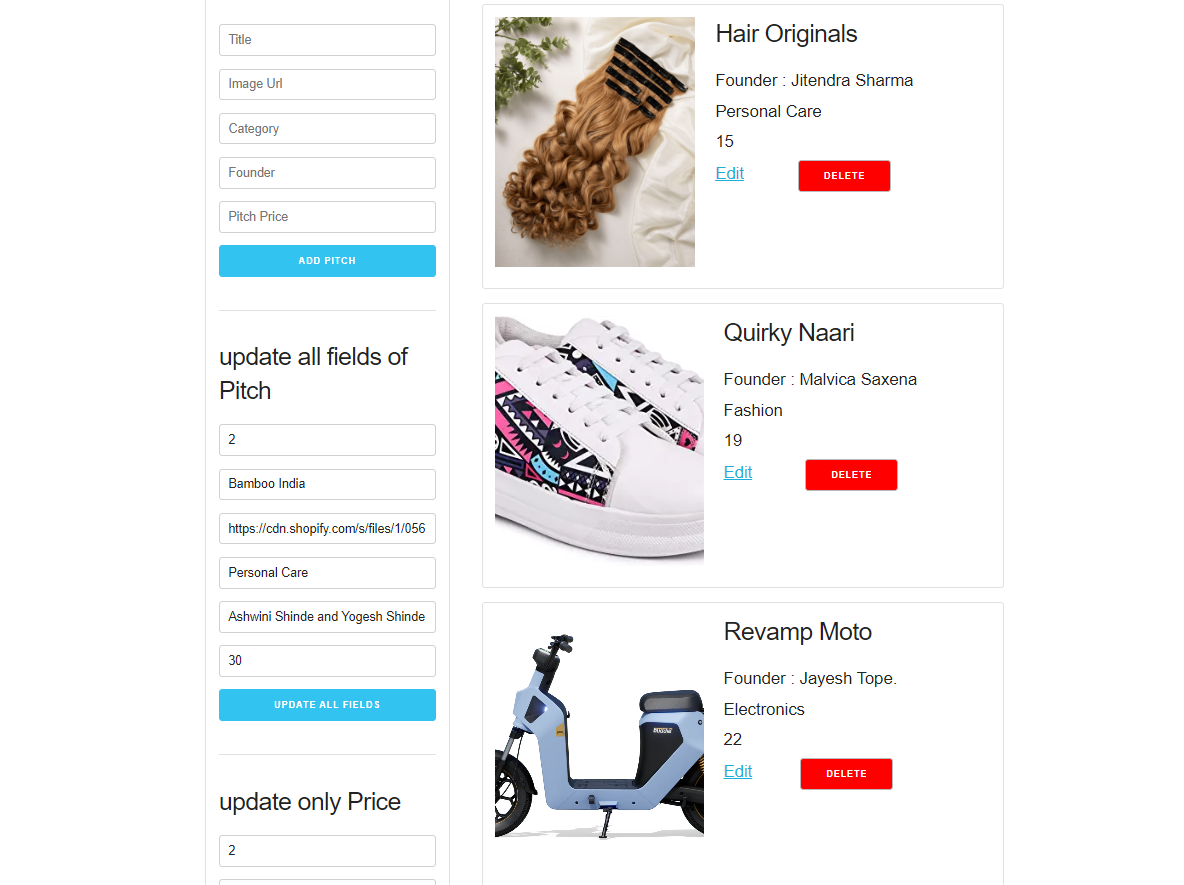 Title
Image Url
Category
Founder
Pitch Price
ADD PITCH
update all fields of
Pitch
2
Bamboo India
https://cdn.shopify.com/s/files/1/056
Personal Care
Ashwini Shinde and Yogesh Shinde
30
UPDATE ALL FIELDS
update only Price
2
Hair Originals
Founder : Jitendra Sharma
Personal Care
15
Edit
DELETE
Quirky Naari
Founder : Malvica Saxena
Fashion
19
Edit
DELETE
Revamp Moto
Founder : Jayesh Tope.
Electronics
22
Edit
DELETE